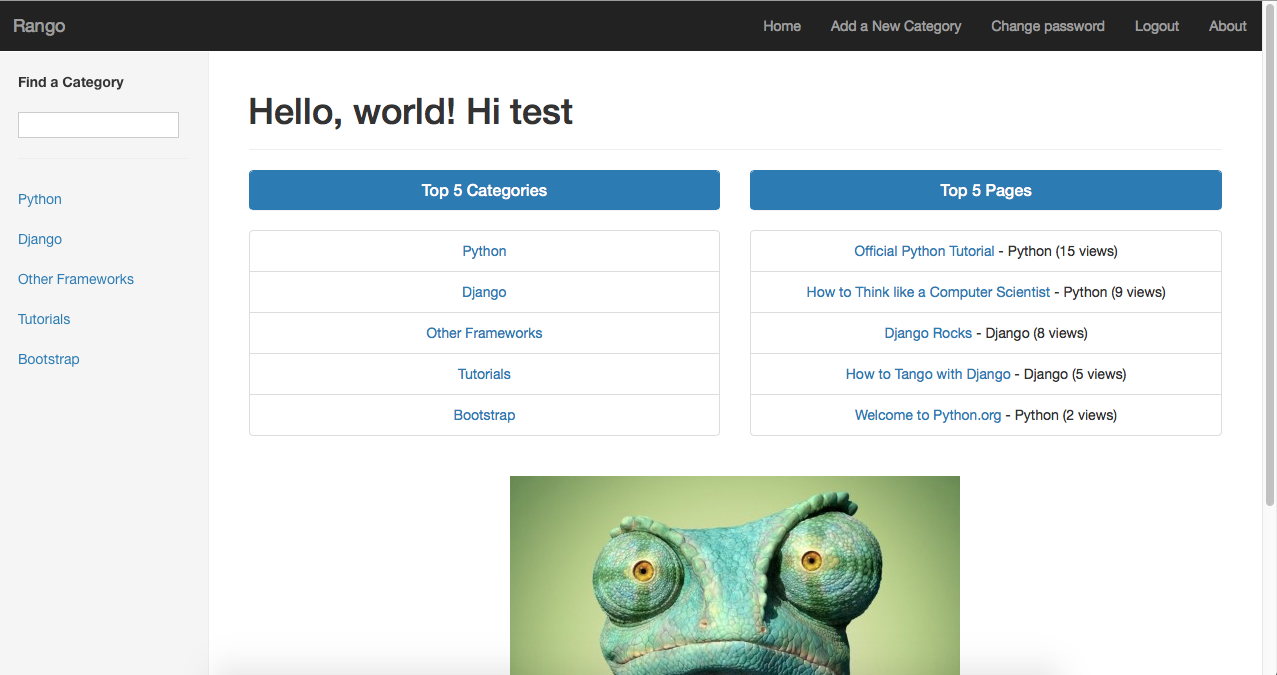 Rango
Home
Add a New Category
Change password
Logout
About
Find a Category
Python
Django
Other Frameworks
Tutorials
Bootstrap
Hello, world! Hi test
Top 5 Categories
Python
Django
Other Frameworks
Tutorials
Bootstrap
Top 5 Pages
Official Python Tutorial - Python (15 views)
How to Think like a Computer Scientist - Python (9 views)
Django Rocks - Django (8 views)
How to Tango with Django - Django (5 views)
Welcome to Python.org - Python (2 views)